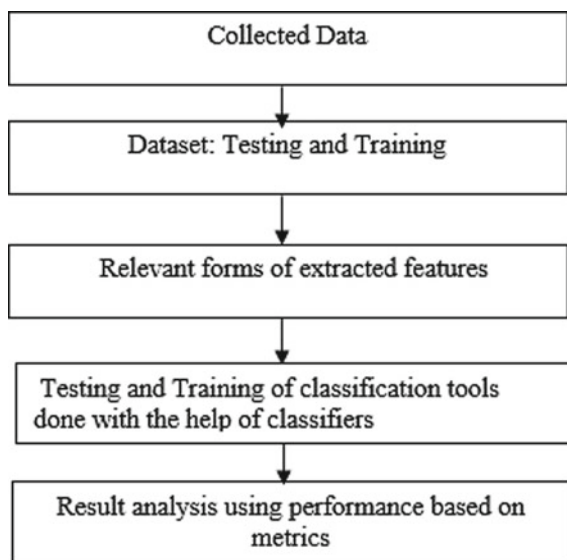 Collected Data
Dataset: Testing and Training
Relevant forms of extracted features
Testing and Training of classification tools
done with the help of classifiers
Result analysis using performance based on
metrics